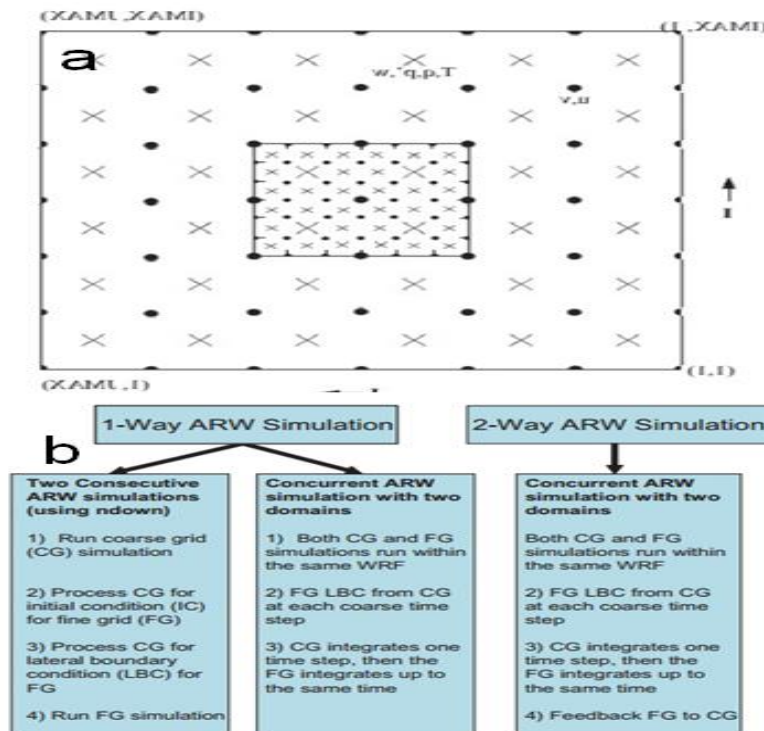 (XAMI,XAMI)
(I,XAMI)
a
w,'q,p,T
v,u
I
(XAMI,I)
(I,I)
b
1-Way ARW Simulation
2-Way ARW Simulation
Two Consecutive
ARW simulations
(using ndown)
1) Run coarse grid
(CG) simulation
2) Process CG for
initial condition (IC)
for fine grid (FG)
3) Process CG for
lateral boundary
condition (LBC) for
FG
4) Run FG simulation
Concurrent ARW
simulation with two
domains
1) Both CG and FG
simulations run within
the same WRF
2) FG LBC from CG
at each coarse time
step
3) CG integrates one
time step, then the
FG integrates up to
the same time
Concurrent ARW
simulation with two
domains
Both CG and FG
simulations run within
the same WRF
2) FG LBC from CG
at each coarse time
step
3) CG integrates one
time step, then the
FG integrates up to
the same time
4) Feedback FG to CG